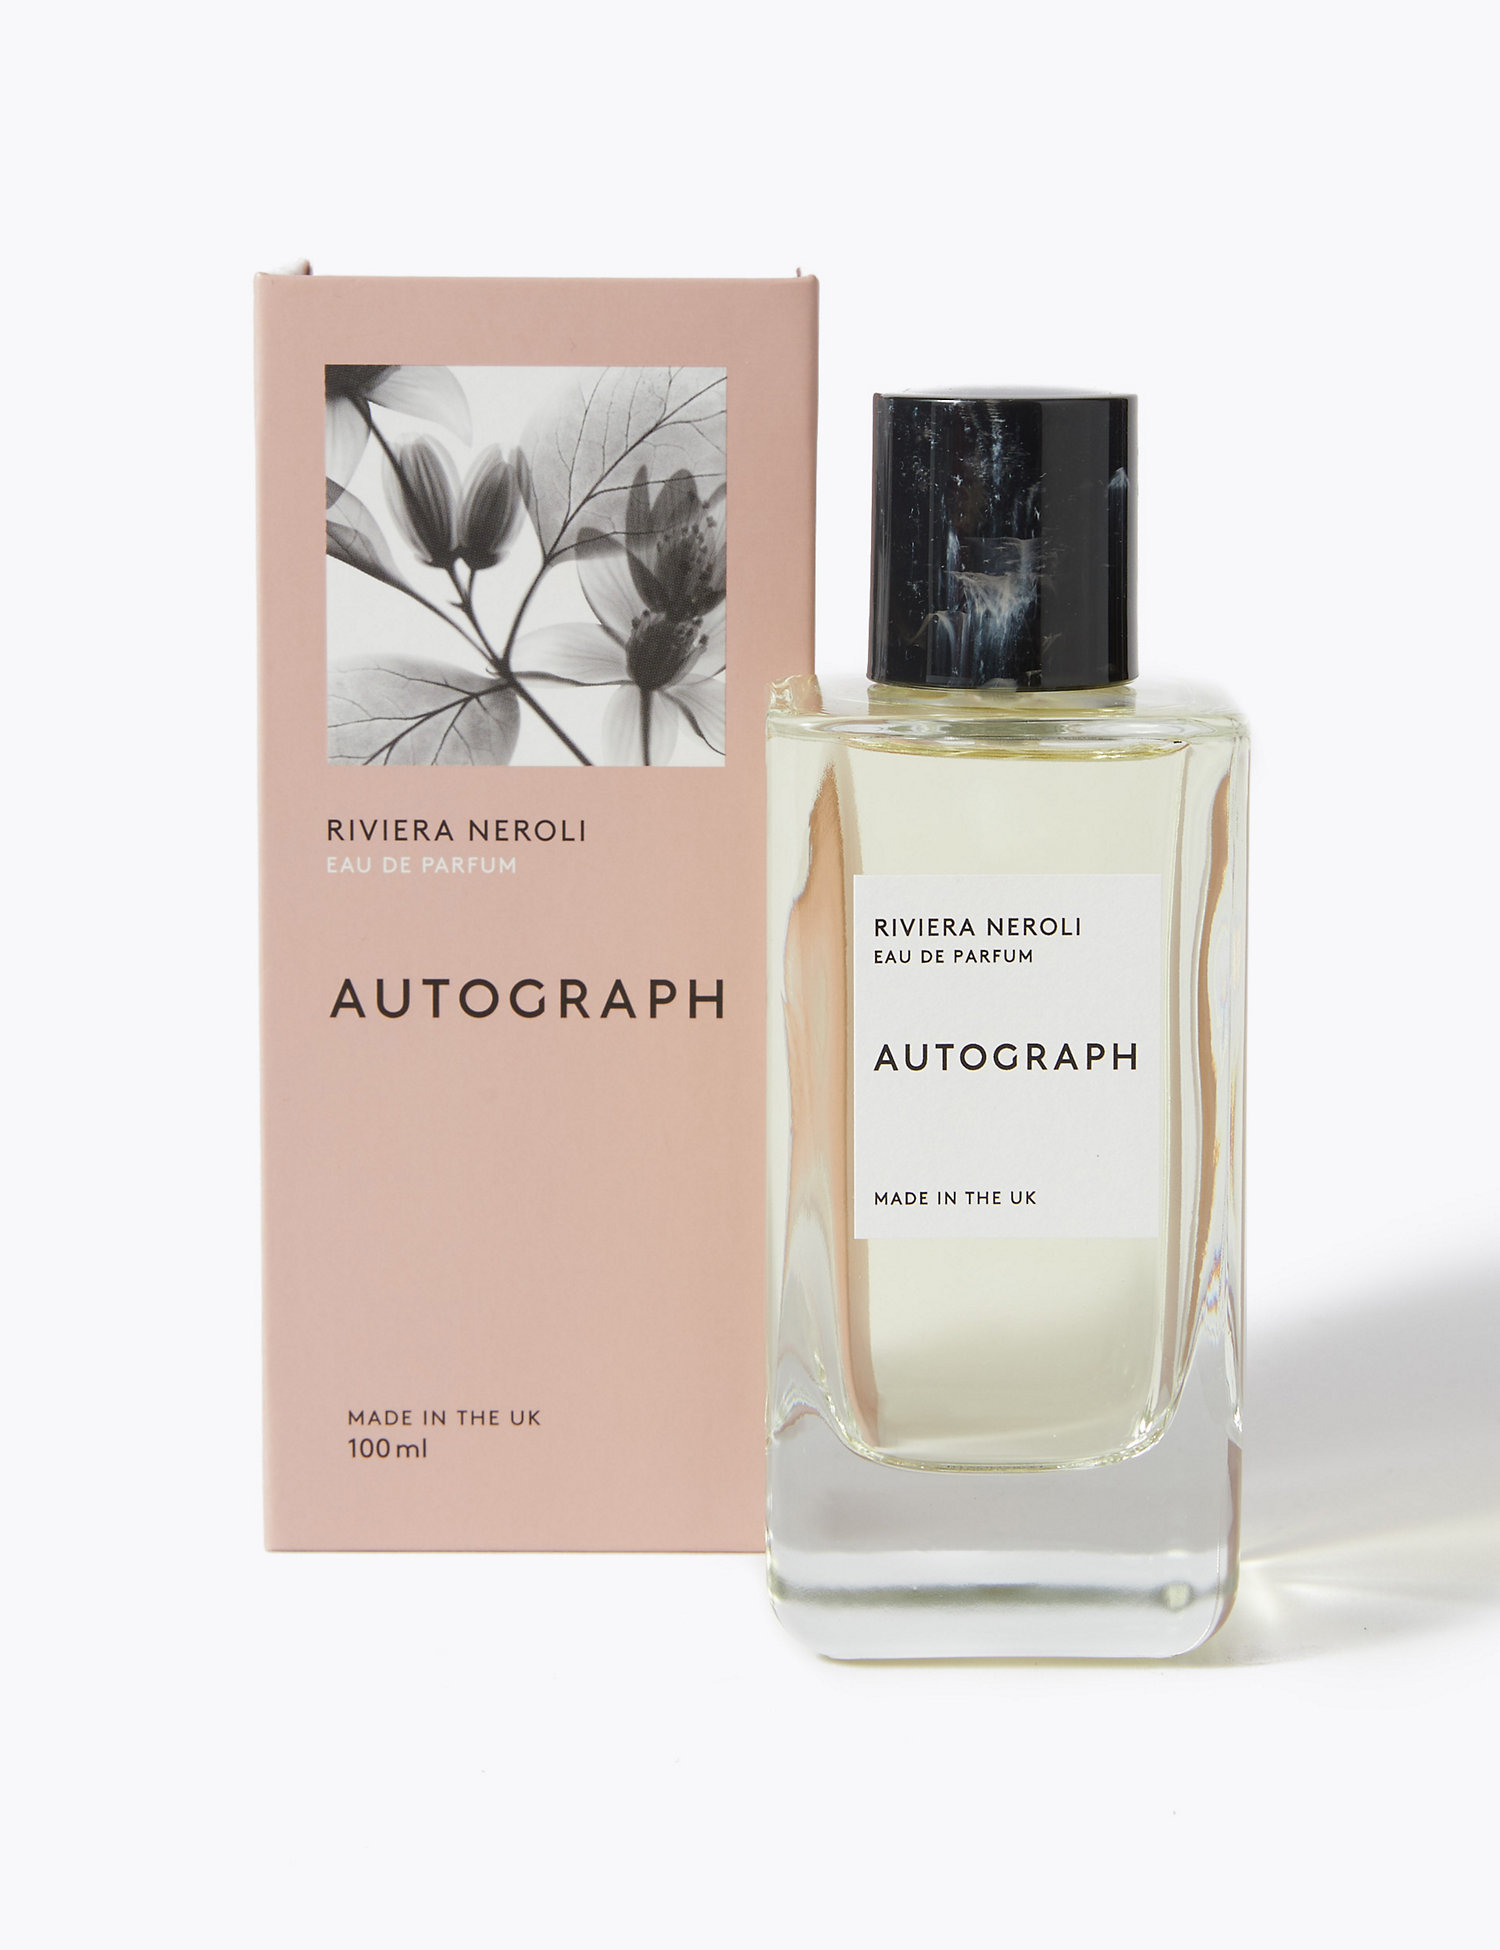 RIVIERA NEROLI
EAU DE PARFUM
AUTOGRAPH
MADE IN THE UK
100 ml
RIVIERA NEROLI
EAU DE PARFUM
AUTOGRAPH
MADE IN THE UK